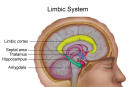 Limbic System
Limbic cortex
Septal area
Thalamus
Hippocampus
Amygdala